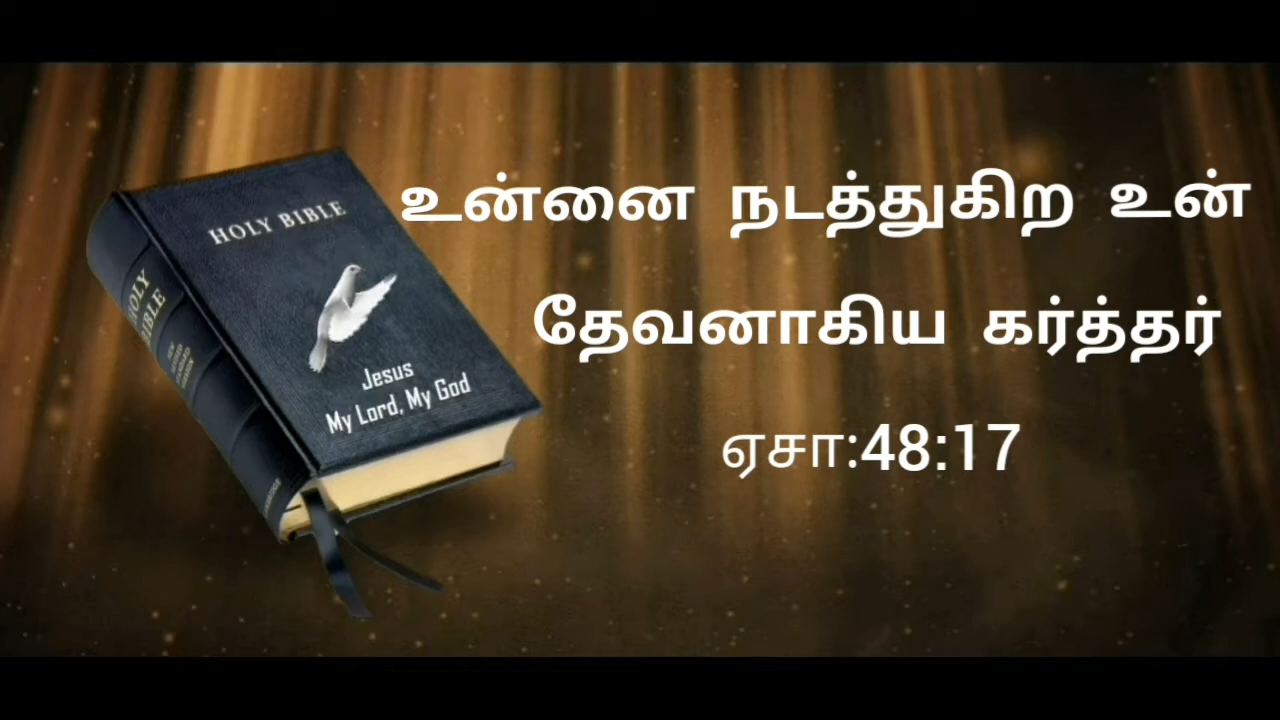 உன்னை நடத்துகிற உன்
தேவனாகிய கர்த்தர்
ஏசா:48:17
HOLY BIBLE
Jesus
My Lord, My God
HOLY
BIBLE